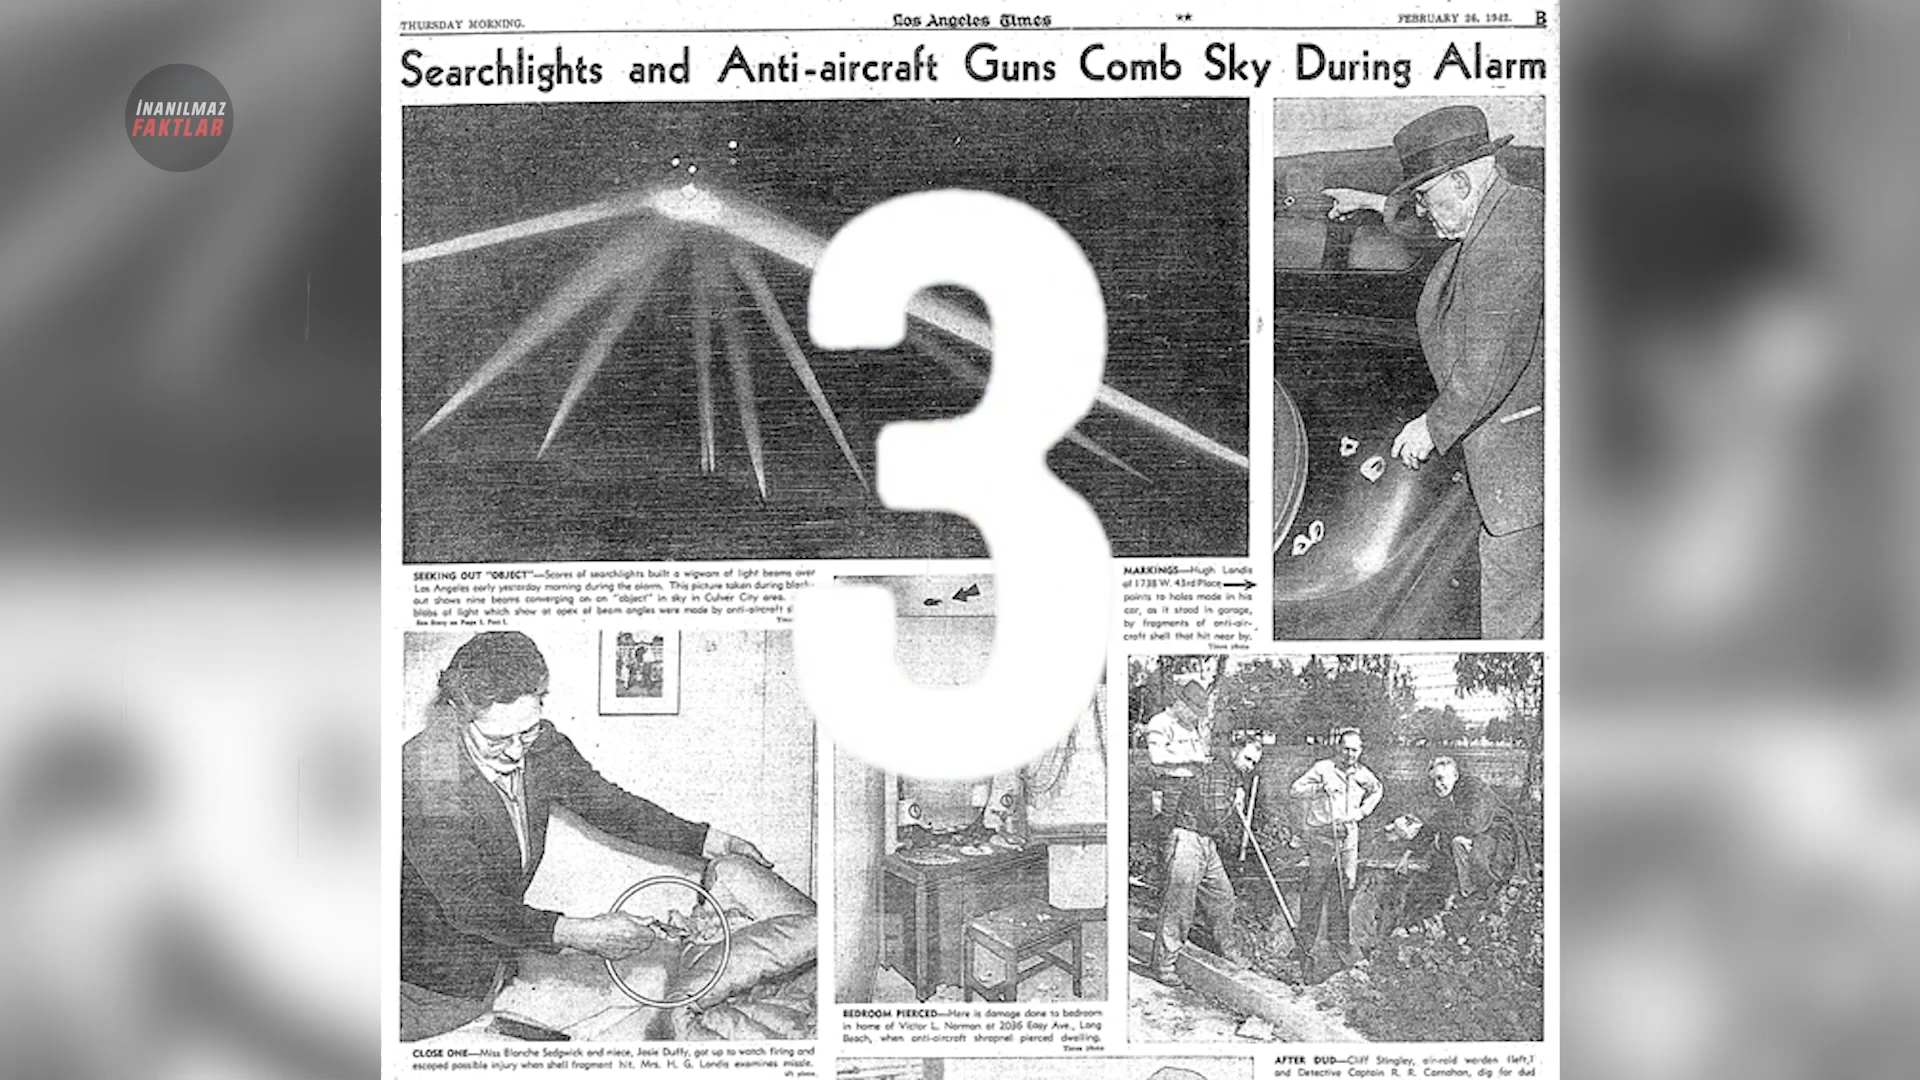 THURSDAY MORNING.
Los Angeles Times
**
FEBRUARY 26, 1942.
B
Searchlights and Anti-aircraft Guns Comb Sky During Alarm
İNANILMAZ
FAKTLAR
3
SEEKING OUT "OBJECT"—Scores of searchlights built a wigwam of light beams over
Los Angeles early yesterday morning during the alarm. This picture taken during black-
out shows nine beams converging on an "object" in sky in Culver City area.
blobs of light which show at apex of beam angles were made by anti-aircraft
See Story on Page 1, Part I.
MARKINGS—Hugh Landis
of 1738 W. 43rd Place
points to holes made in his
car, as it stood in garage,
by fragments of anti-air-
craft shell that hit near by.
Times photo
CLOSE ONE—Miss Blanche Sedgwick and niece, Josie Duffy, got up to watch firing and
escaped possible injury when shell fragment hit. Mrs. H. G. Landis examines missle.
BEDROOM PIERCED—Here is damage done to bedroom
in home of Victor L. Norman at 2036 Easy Ave., Long
Beach, when anti-aircraft shrapnel pierced dwelling.
Times photo
AFTER DUD—Cliff Stingley, air-raid warden (left,)
and Detective Captain R. R. Carnahan, dig for dud